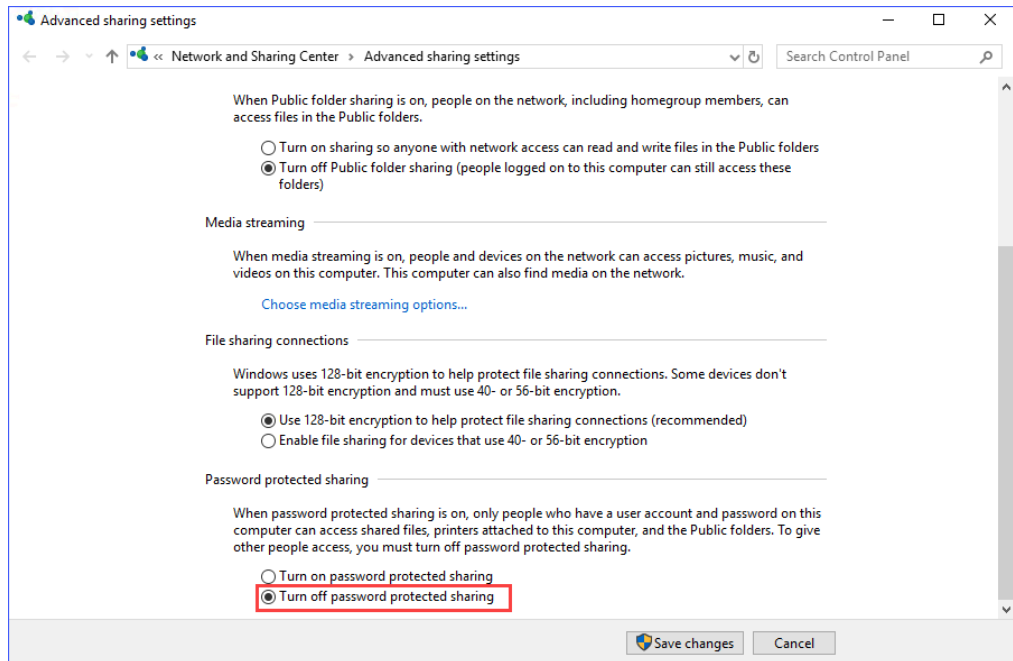 Advanced sharing settings
« Network and Sharing Center › Advanced sharing settings
Search Control Panel
When Public folder sharing is on, people on the network, including homegroup members, can
access files in the Public folders.
Turn on sharing so anyone with network access can read and write files in the Public folders
Turn off Public folder sharing (people logged on to this computer can still access these
folders)
Media streaming
When media streaming is on, people and devices on the network can access pictures, music, and
videos on this computer. This computer can also find media on the network.
Choose media streaming options...
File sharing connections
Windows uses 128-bit encryption to help protect file sharing connections. Some devices don't
support 128-bit encryption and must use 40- or 56-bit encryption.
Use 128-bit encryption to help protect file sharing connections (recommended)
Enable file sharing for devices that use 40- or 56-bit encryption
Password protected sharing
When password protected sharing is on, only people who have a user account and password on this
computer can access shared files, printers attached to this computer, and the Public folders. To give
other people access, you must turn off password protected sharing.
Turn on password protected sharing
Turn off password protected sharing
Save changes
Cancel